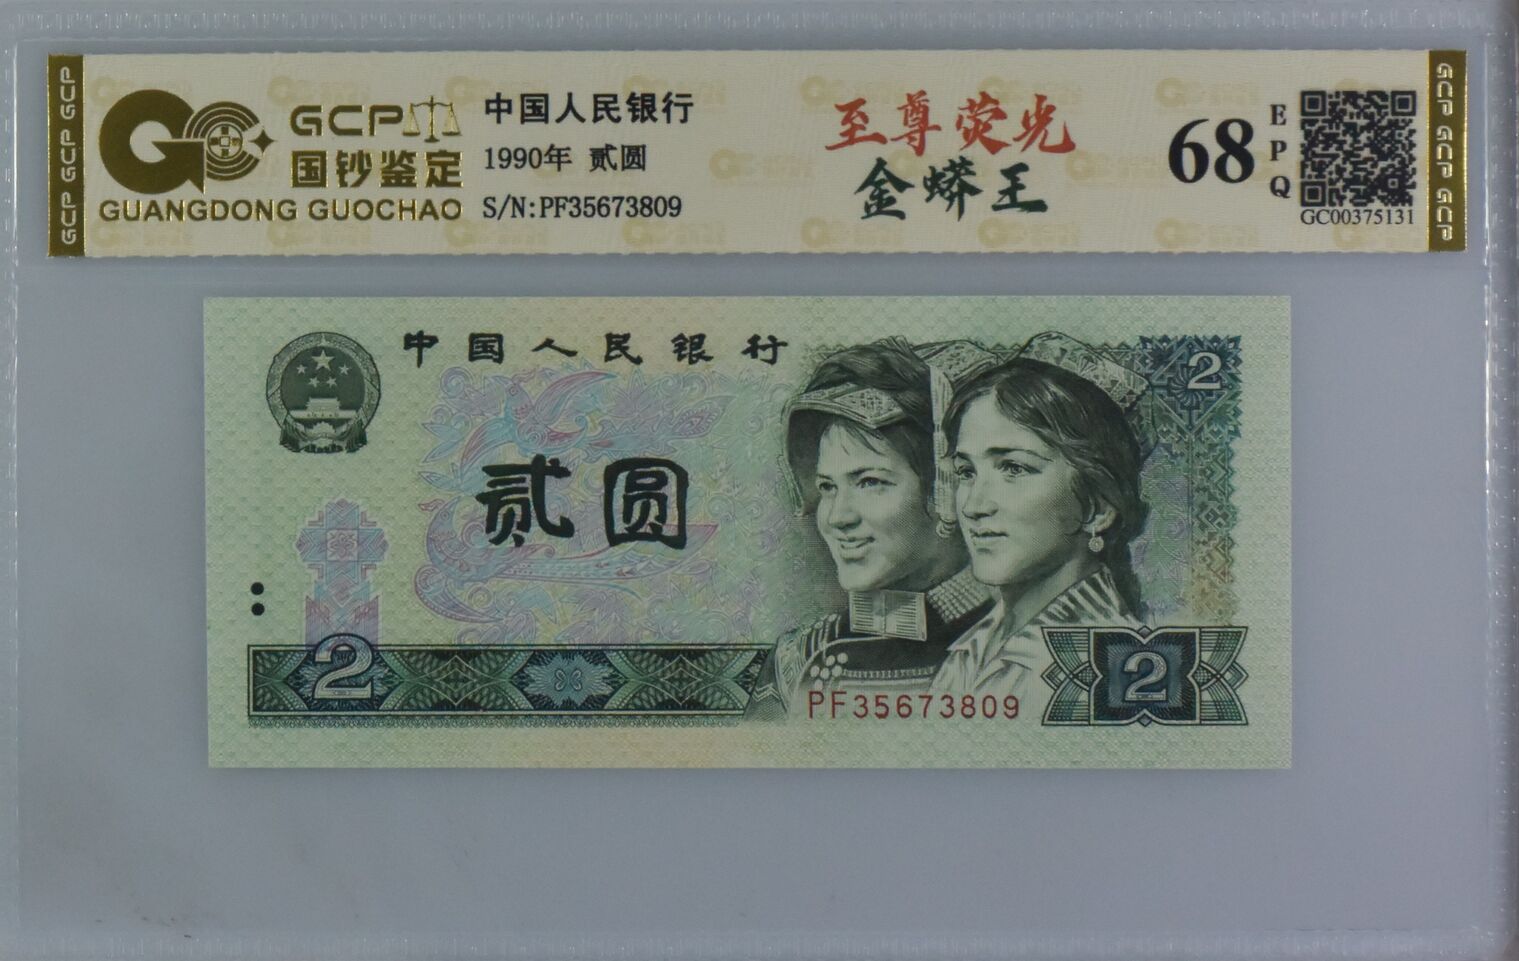 GCP GCP GCP
GCP
国钞鉴定
GUANGDONG GUOCHAO
中国人民银行
1990年 贰圆
S/N:PF35673809
至尊荧光
金蟒王
68
EPQ
GC00375131
GCP GCP GCP
中国人民银行
2
贰圆
2
PF35673809
2